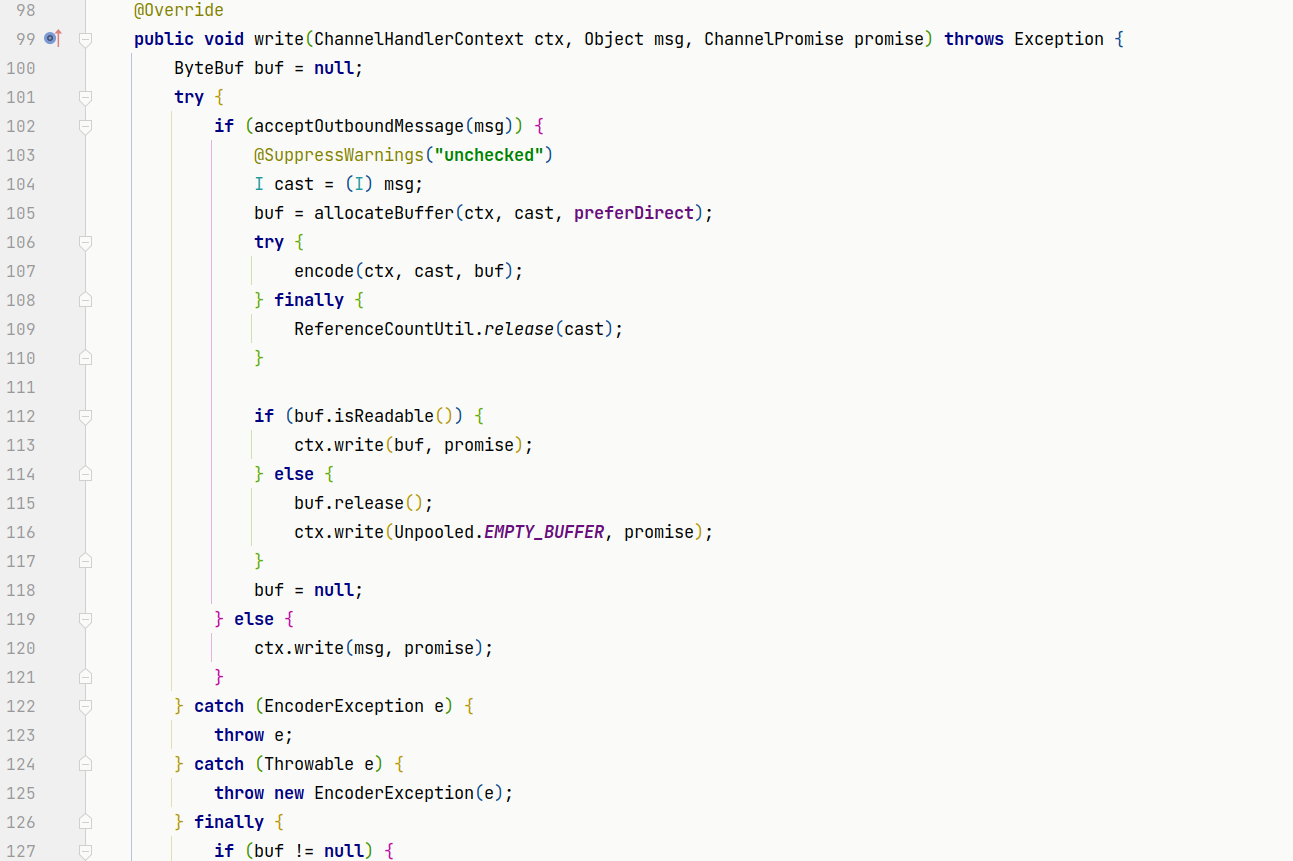 98 @Override
99 public void write(ChannelHandlerContext ctx, Object msg, ChannelPromise promise) throws Exception {
100 ByteBuf buf = null;
101 try {
102 if (acceptOutboundMessage(msg)) {
103 @SuppressWarnings("unchecked")
104 I cast = (I) msg;
105 buf = allocateBuffer(ctx, cast, preferDirect);
106 try {
107 encode(ctx, cast, buf);
108 } finally {
109 ReferenceCountUtil.release(cast);
110 }
111
112 if (buf.isReadable()) {
113 ctx.write(buf, promise);
114 } else {
115 buf.release();
116 ctx.write(Unpooled.EMPTY_BUFFER, promise);
117 }
118 buf = null;
119 } else {
120 ctx.write(msg, promise);
121 }
122 } catch (EncoderException e) {
123 throw e;
124 } catch (Throwable e) {
125 throw new EncoderException(e);
126 } finally {
127 if (buf != null) {